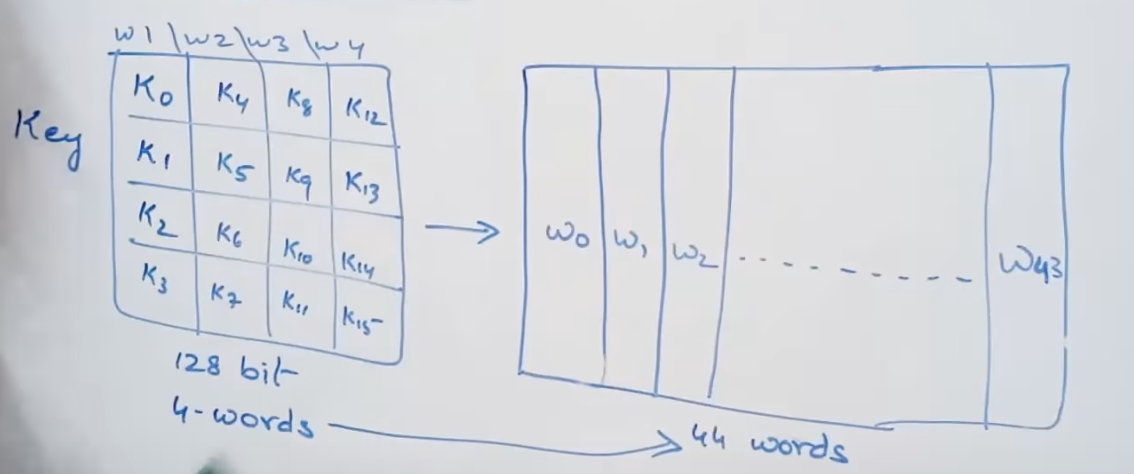 W1 \ W2 \ W3 \ W4
Key
K0 K4 K8 K12
K1 K5 K9 K13
K2 K6 K10 K14
K3 K7 K11 K15
W0 W1 W2 - - - - - - - - W43
128 bit
4-words
44 words